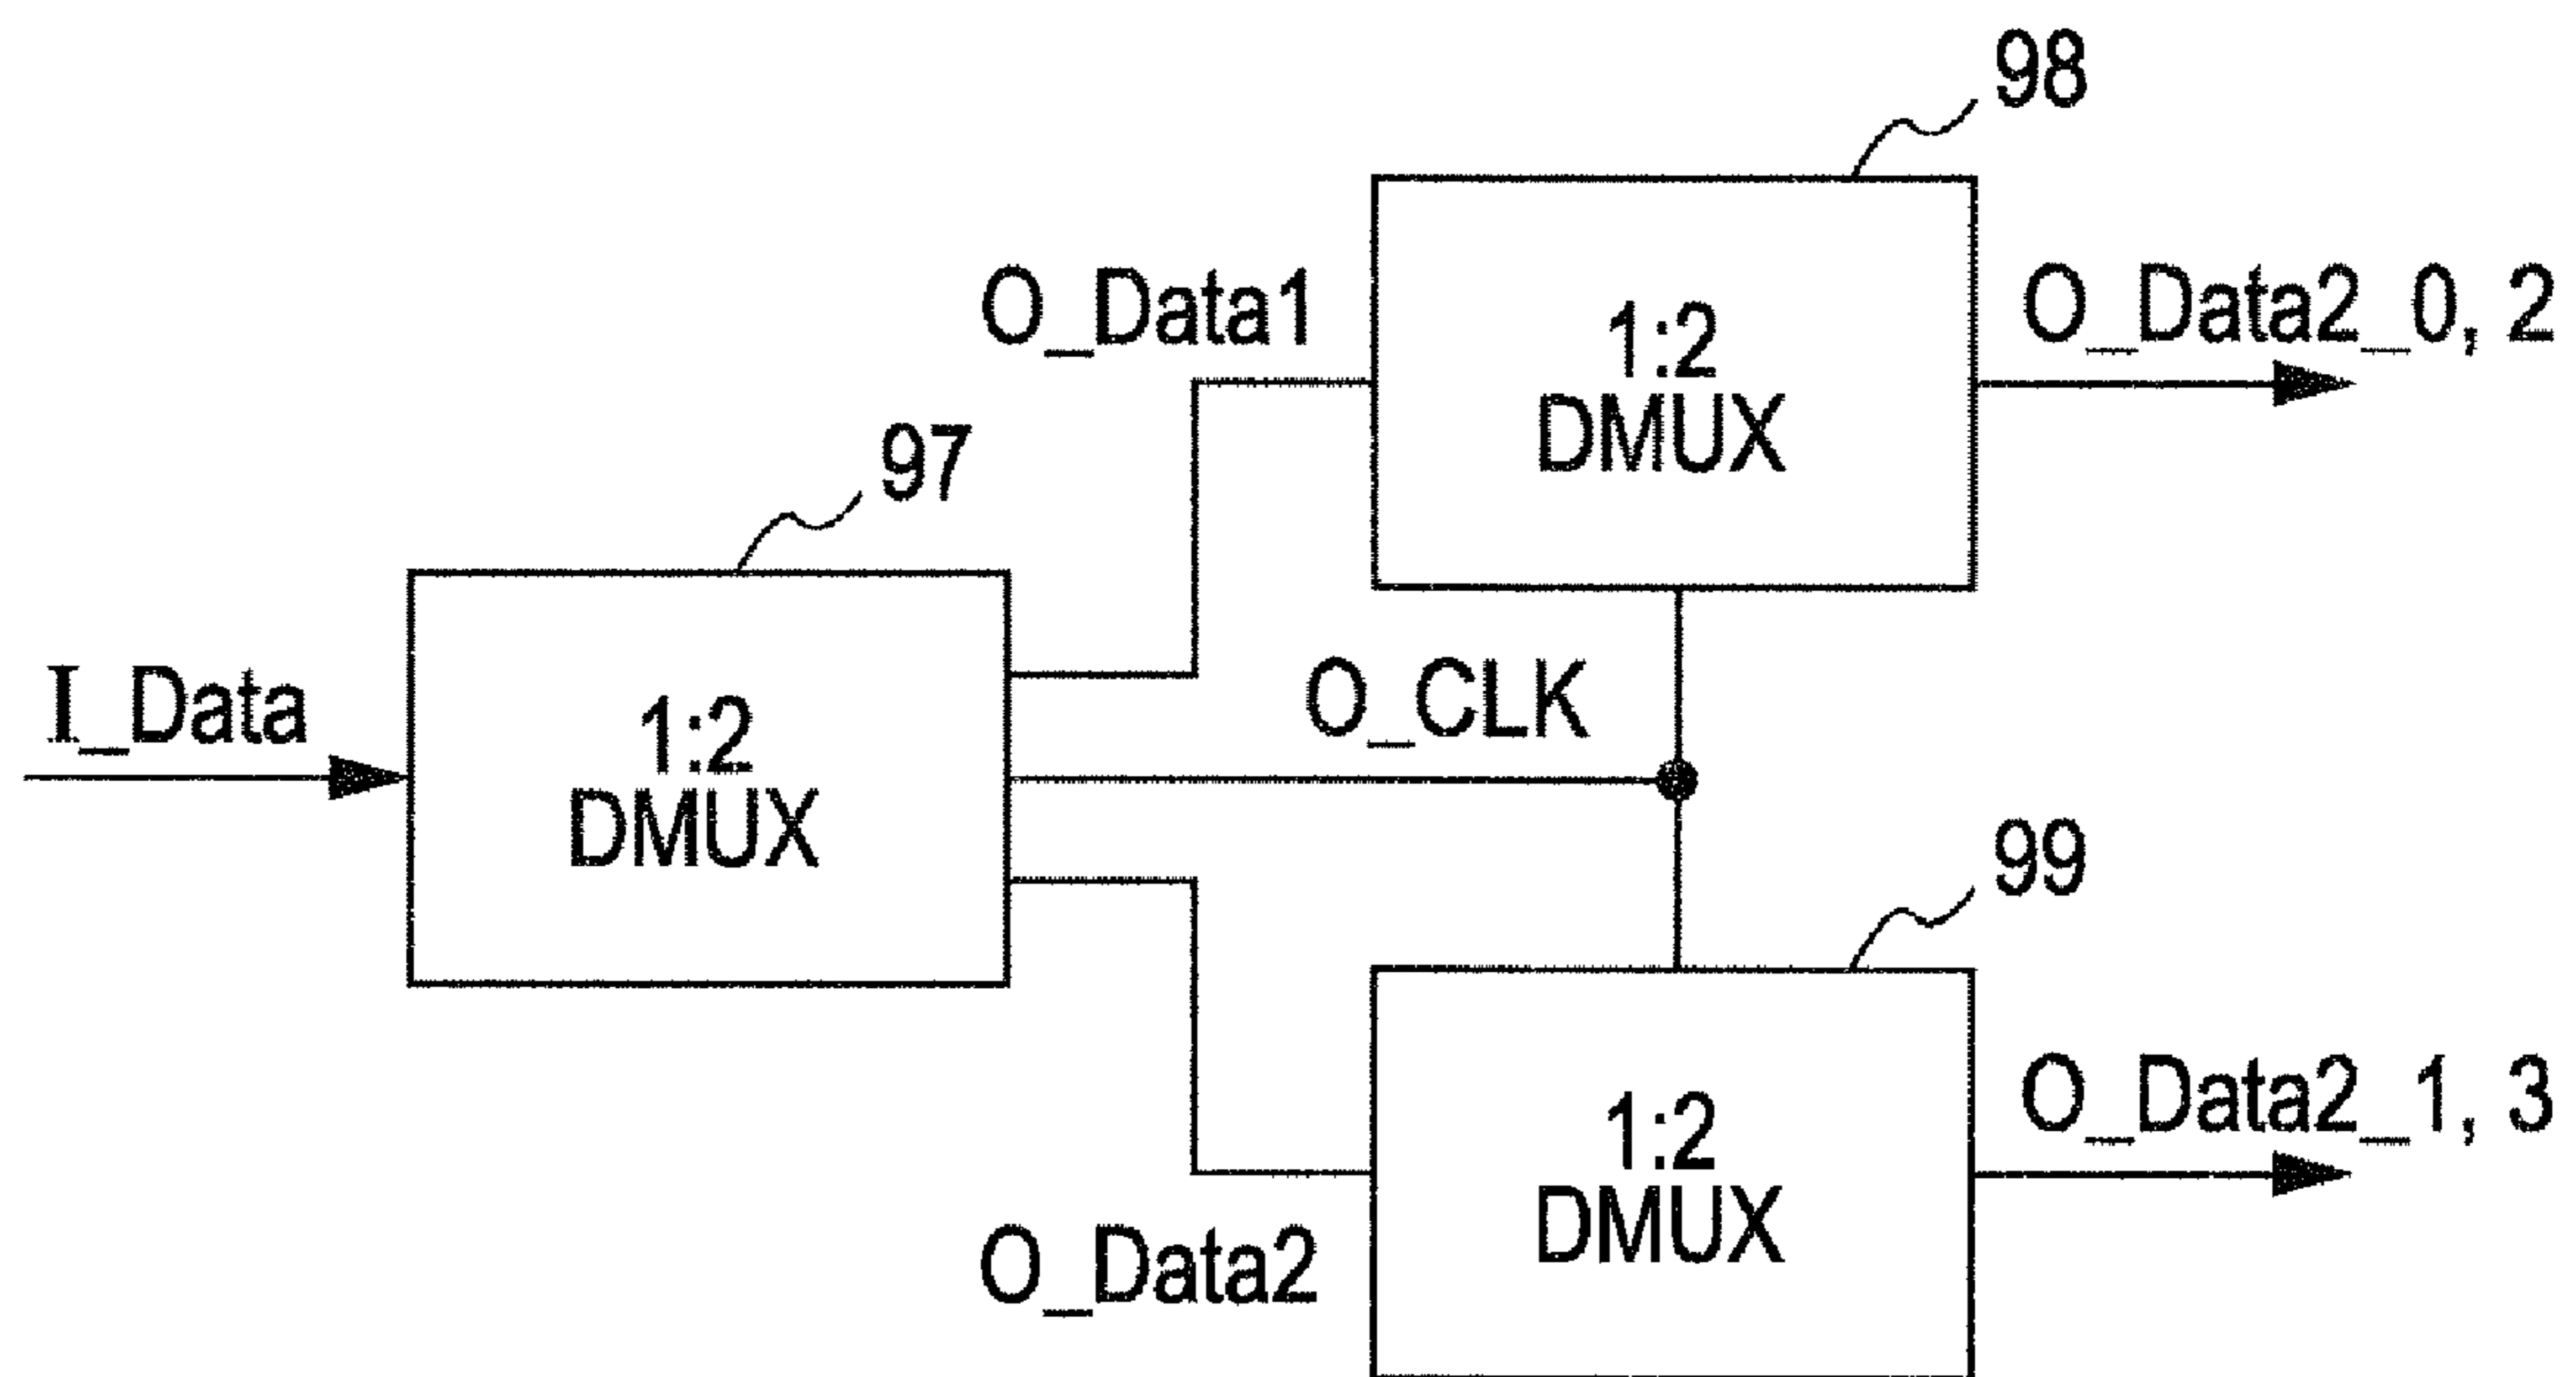 98
O_Data1
1:2
DMUX
O_Data2_0, 2
97
I_Data
1:2
DMUX
O_CLK
99
O_Data2
1:2
DMUX
O_Data2_1, 3